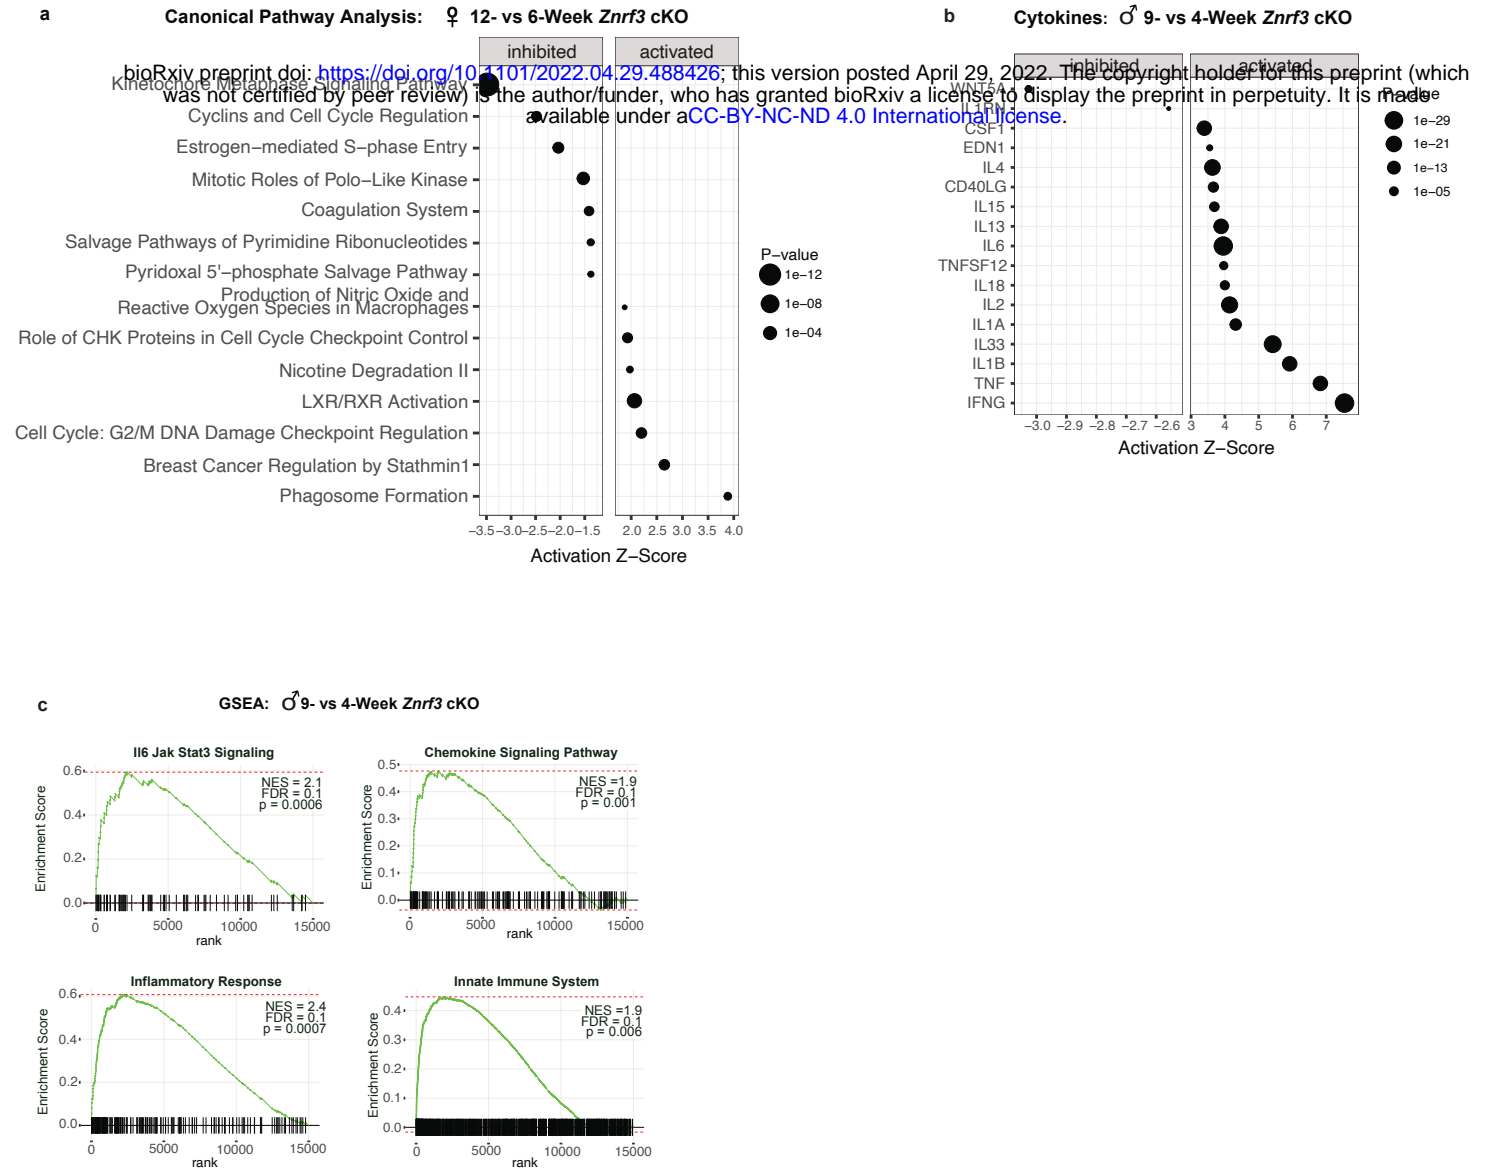 a
Canonical Pathway Analysis: ♀ 12- vs 6-Week Znrf3 cKO
inhibited
activated
bioRxiv preprint doi: https://doi.org/10.1101/2022.04.29.488426; this version posted April 29, 2022. The copyright holder for this preprint (which
was not certified by peer review) is the author/funder, who has granted bioRxiv a license to display the preprint in perpetuity. It is made
available under aCC-BY-NC-ND 4.0 International license.
Kinetochore Metaphase Signaling Pathway
Cyclins and Cell Cycle Regulation
Estrogen−mediated S−phase Entry
Mitotic Roles of Polo−Like Kinase
Coagulation System
Salvage Pathways of Pyrimidine Ribonucleotides
Pyridoxal 5'−phosphate Salvage Pathway
Production of Nitric Oxide and
Reactive Oxygen Species in Macrophages
Role of CHK Proteins in Cell Cycle Checkpoint Control
Nicotine Degradation II
LXR/RXR Activation
Cell Cycle: G2/M DNA Damage Checkpoint Regulation
Breast Cancer Regulation by Stathmin1
Phagosome Formation
−3.5 −3.0 −2.5 −2.0 −1.5
2.0 2.5 3.0 3.5 4.0
Activation Z−Score
P−value
1e−12
1e−08
1e−04
b
Cytokines: ♂ 9- vs 4-Week Znrf3 cKO
inhibited
activated
WNT5A
IL1RN
CSF1
EDN1
IL4
CD40LG
IL15
IL13
IL6
TNFSF12
IL18
IL2
IL1A
IL33
IL1B
TNF
IFNG
−3.0 −2.9 −2.8 −2.7 −2.6
3 4 5 6 7
Activation Z−Score
P−value
1e−29
1e−21
1e−13
1e−05
c
GSEA: ♂ 9- vs 4-Week Znrf3 cKO
Il6 Jak Stat3 Signaling
NES = 2.1
FDR = 0.1
p = 0.0006
Enrichment Score
0.6
0.4
0.2
0.0
0 5000 10000 15000
rank
Chemokine Signaling Pathway
NES =1.9
FDR = 0.1
p = 0.001
Enrichment Score
0.5
0.4
0.3
0.2
0.1
0.0
0 5000 10000 15000
rank
Inflammatory Response
NES = 2.4
FDR = 0.1
p = 0.0007
Enrichment Score
0.6
0.4
0.2
0.0
0 5000 10000 15000
rank
Innate Immune System
NES =1.9
FDR = 0.1
p = 0.006
Enrichment Score
0.4
0.3
0.2
0.1
0.0
0 5000 10000 15000
rank